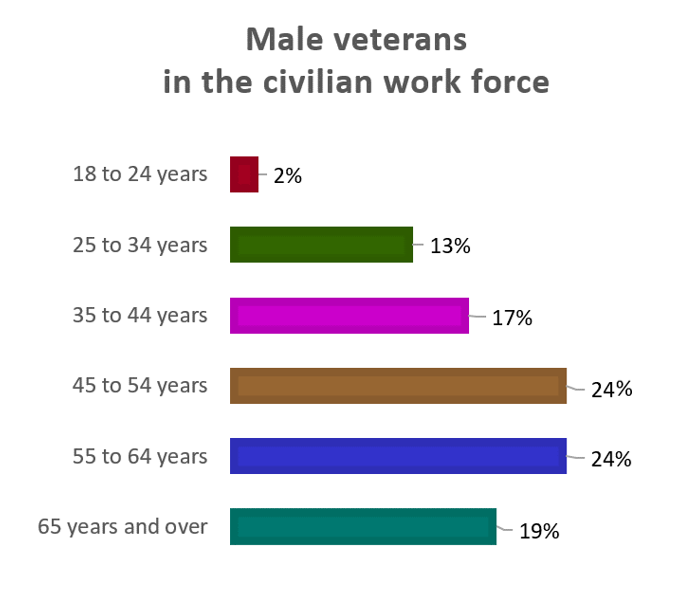 Male veterans
in the civilian work force
18 to 24 years 2%
25 to 34 years 13%
35 to 44 years 17%
45 to 54 years 24%
55 to 64 years 24%
65 years and over 19%